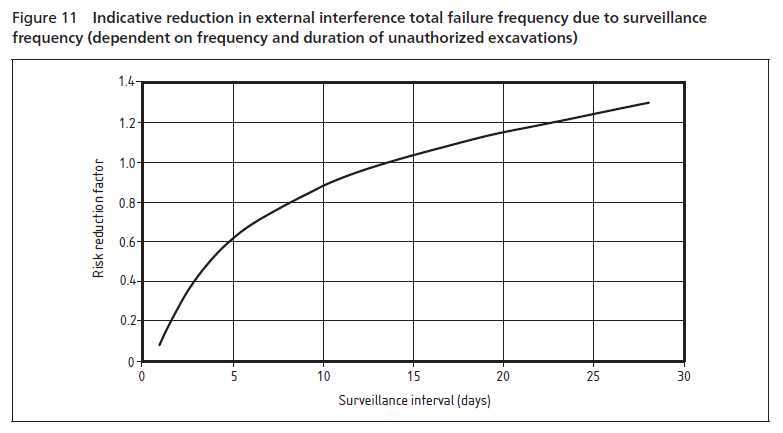 Figure 11 Indicative reduction in external interference total failure frequency due to surveillance
frequency (dependent on frequency and duration of unauthorized excavations)
1.4
1.2
1.0
0.8
0.6
0.4
0.2
0
Risk reduction factor
0 5 10 15 20 25 30
Surveillance interval (days)